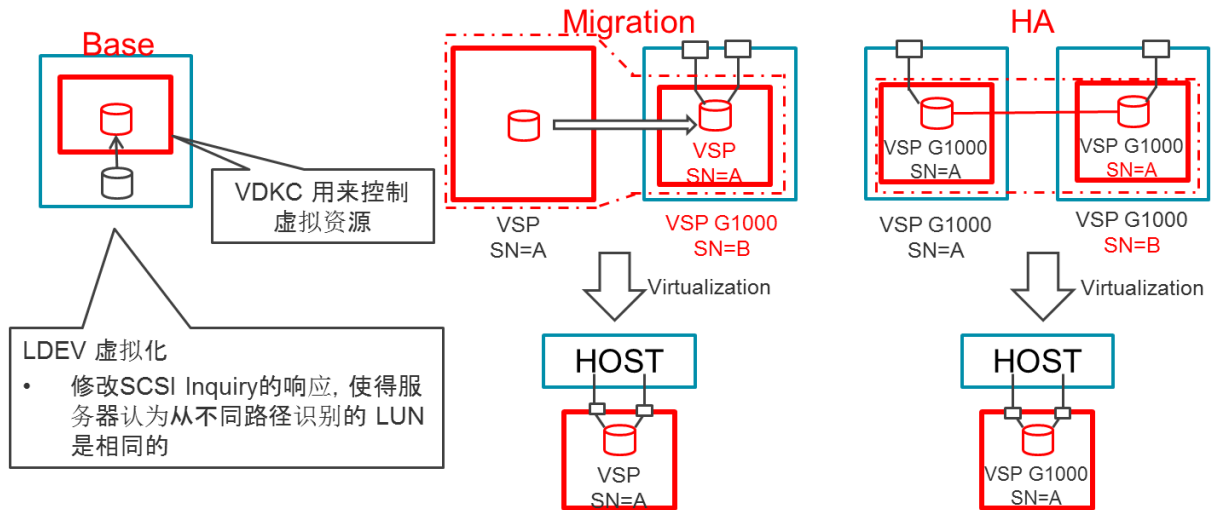 Base
VDKC 用来控制
虚拟资源
LDEV 虚拟化
• 修改SCSI Inquiry的响应, 使得服
务器认为从不同路径识别的 LUN
是相同的
Migration
VSP
SN=A
VSP
SN=A
VSP G1000
SN=B
Virtualization
HOST
VSP
SN=A
HA
VSP G1000
SN=A
VSP G1000
SN=A
VSP G1000
SN=A
VSP G1000
SN=B
Virtualization
HOST
VSP G1000
SN=A